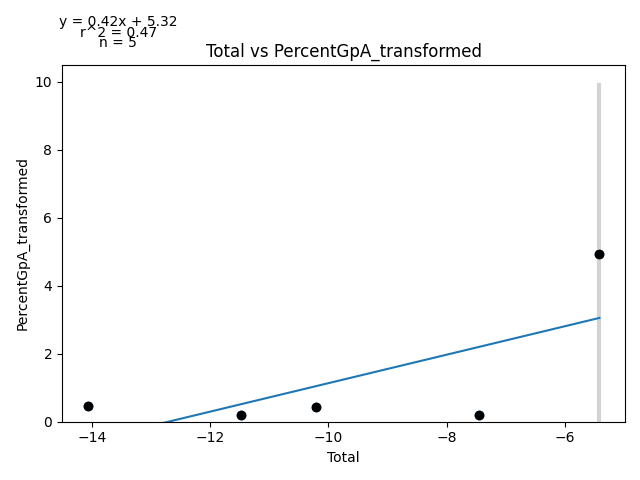 y = 0.42x + 5.32
r^2 = 0.47
n = 5
Total vs PercentGpA_transformed
PercentGpA_transformed
10
8
6
4
2
0
−14
−12
−10
−8
−6
Total